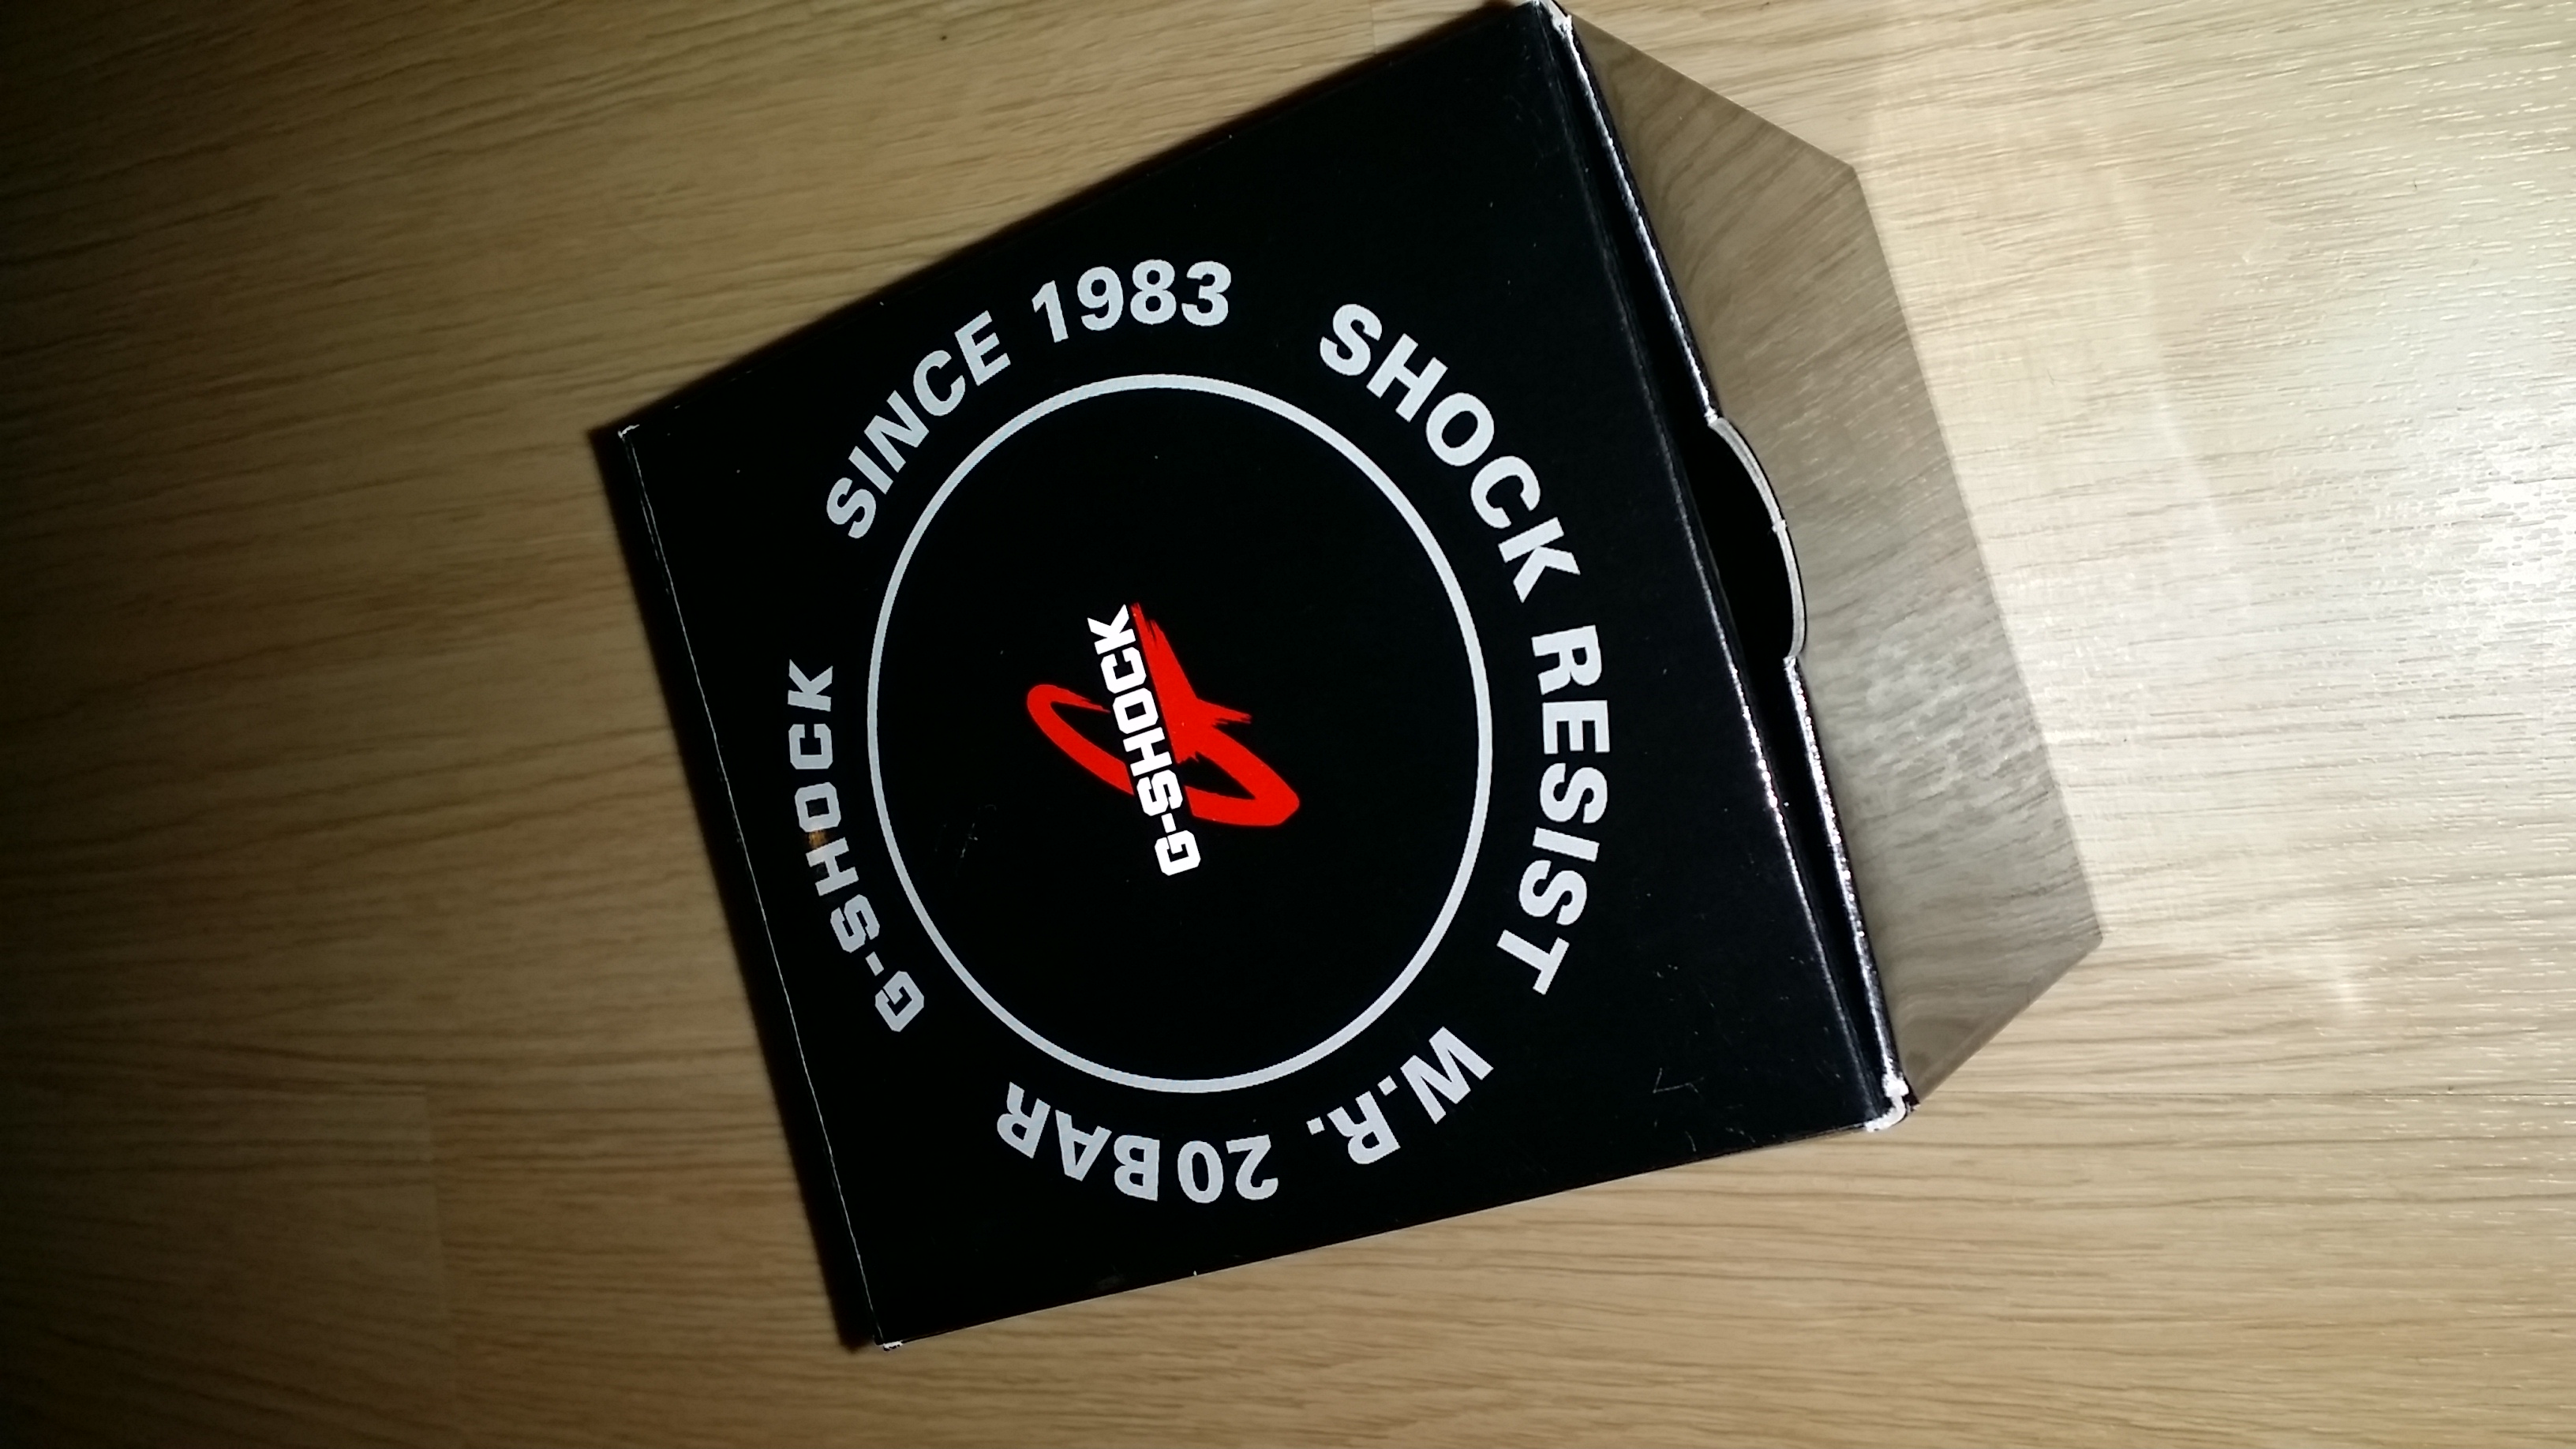 G-SHOCK
SINCE 1983
SHOCK RESIST
W.R. 20BAR
G-SHOCK